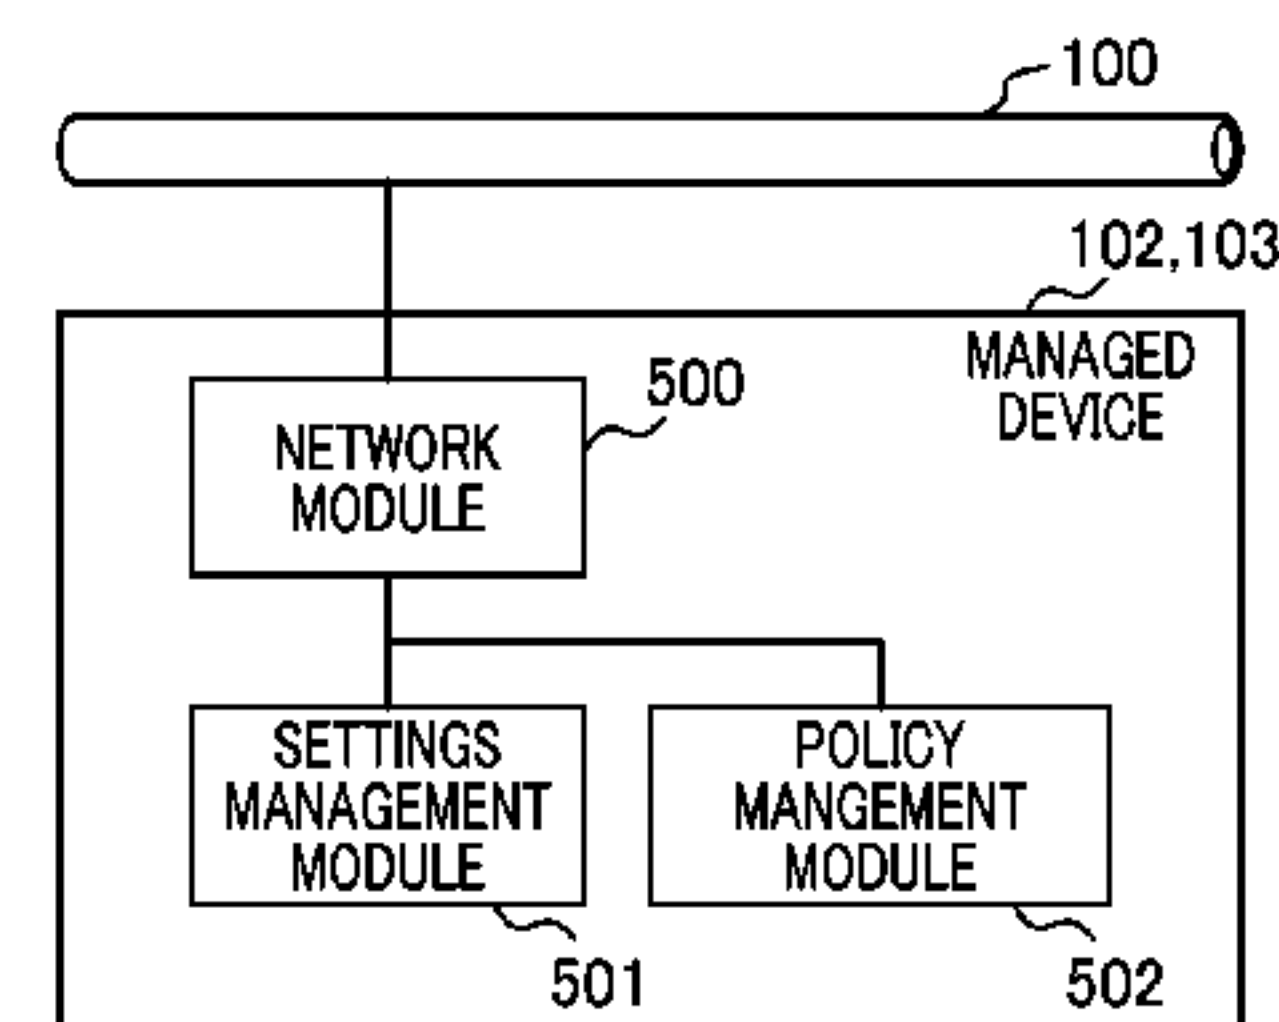 100
102,103
MANAGED
DEVICE
500
NETWORK
MODULE
SETTINGS
MANAGEMENT
MODULE
501
POLICY
MANGEMENT
MODULE
502